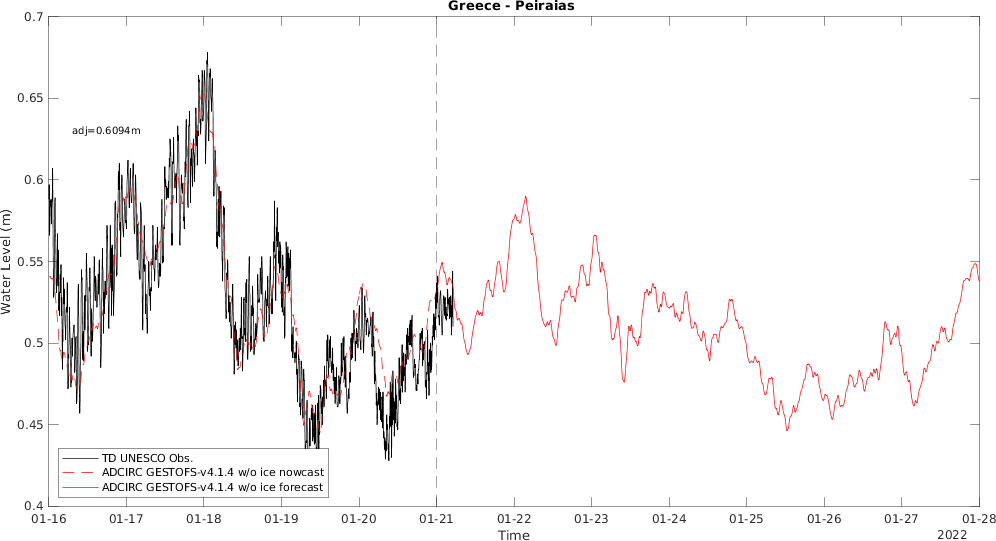 Greece - Peiraias
0.7
0.65
0.6
0.55
0.5
0.45
0.4
Water Level (m)
adj=0.6094m
TD UNESCO Obs.
ADCIRC GESTOFS-v4.1.4 w/o ice nowcast
ADCIRC GESTOFS-v4.1.4 w/o ice forecast
01-16 01-17 01-18 01-19 01-20 01-21 01-22 01-23 01-24 01-25 01-26 01-27 01-28
Time
2022